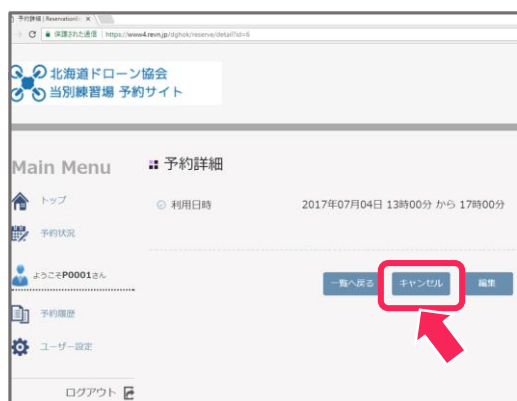 予約詳細 | Reservation
保護された通信 | https://www4.revn.jp/dghok/reserve/detail?id=6
北海道ドローン協会
当別練習場 予約サイト
Main Menu
トップ
予約状況
ようこそP0001さん
予約履歴
ユーザー設定
ログアウト
予約詳細
利用日時 2017年07月04日 13時00分 から 17時00分
一覧へ戻る キャンセル 編集